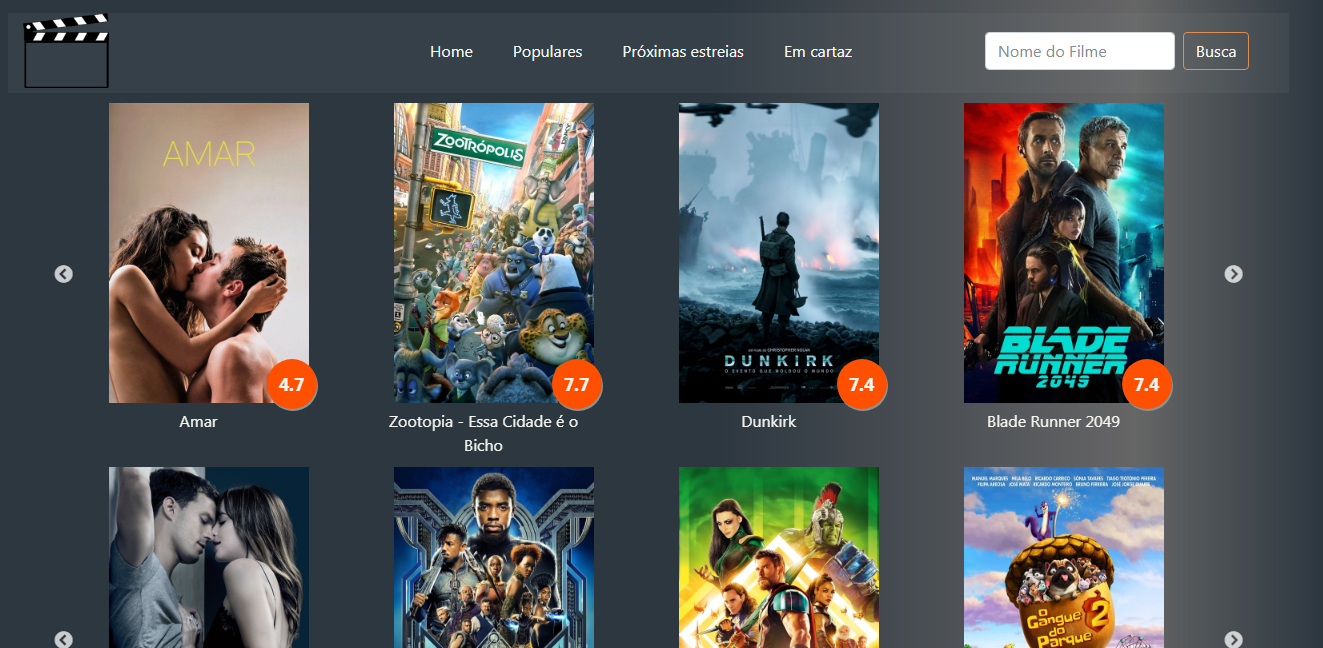 Home
Populares
Próximas estreias
Em cartaz
Nome do Filme
Busca
AMAR
ZOOTRÓPOLIS
DUNKIRK
O EVENTO QUE MOLDOU O MUNDO
BLADE
RUNNER
2049
4.7
7.7
7.4
7.4
Amar
Zootopia - Essa Cidade é o
Bicho
Dunkirk
Blade Runner 2049
O
Gangue
do
Parque 2